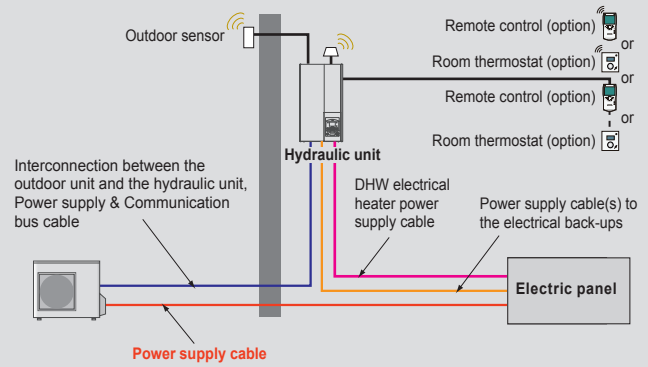 Outdoor sensor
Remote control (option)
or
Room thermostat (option)
or
Remote control (option)
or
Room thermostat (option)
Hydraulic unit
Interconnection between the
outdoor unit and the hydraulic unit,
Power supply & Communication
bus cable
DHW electrical
heater power
supply cable
Power supply cable(s) to
the electrical back-ups
Electric panel
Power supply cable